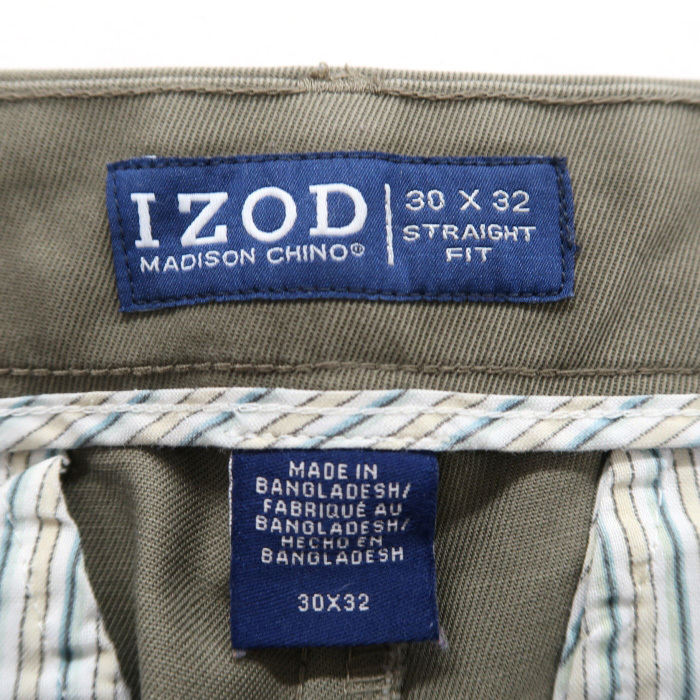 IZOD
MADISON CHINO®
30 X 32
STRAIGHT
FIT
MADE IN
BANGLADESH/
FABRIQUÉ AU
BANGLADESH/
HECHO EN
BANGLADESH
30X32